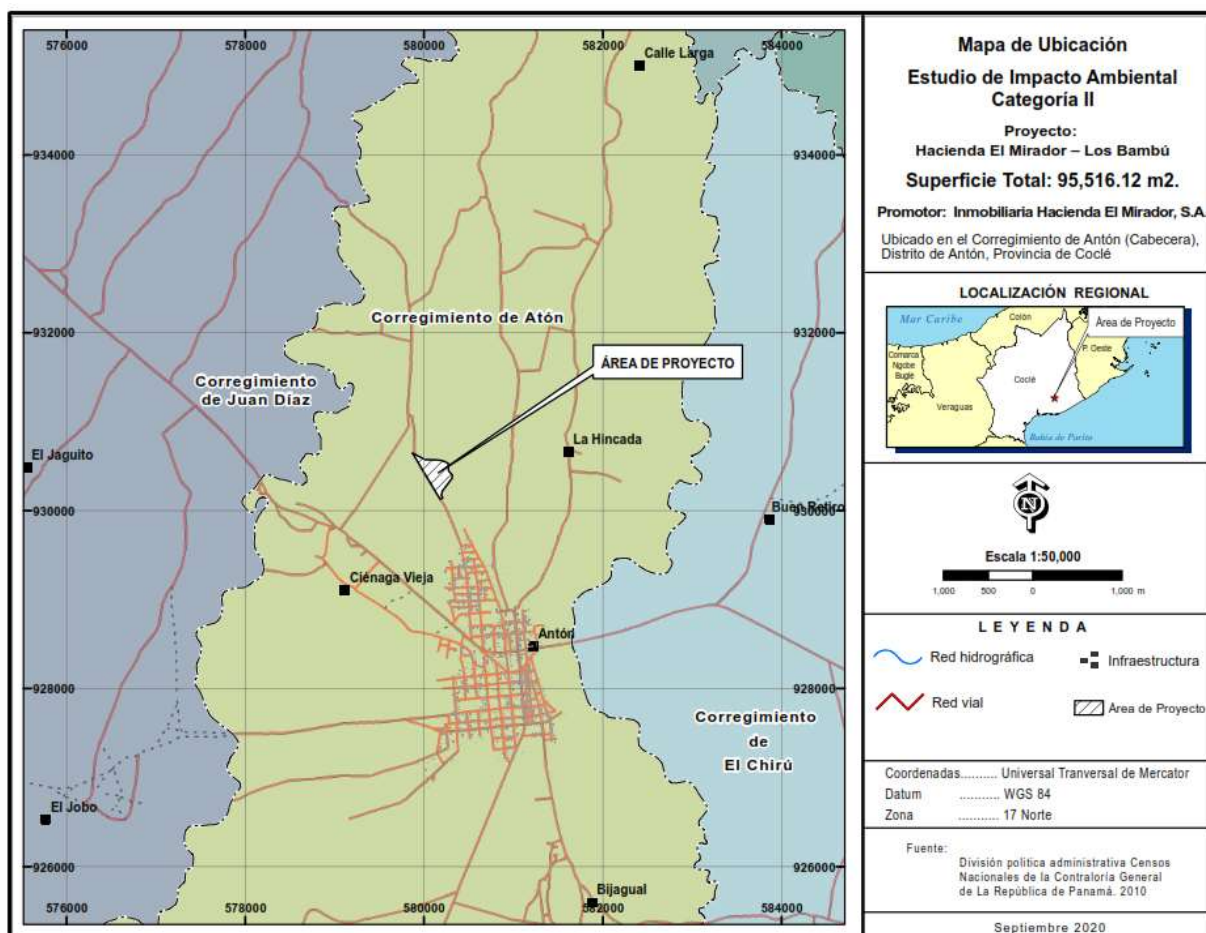 576000
578000
580000
582000
584000
Calle Larga
934000
934000
932000
Corregimiento de Atón
932000
ÁREA DE PROYECTO
Corregimiento
de Juan Díaz
La Hincada
El Jaguito
930000
Buen Retiro
930000
Ciénaga Vieja
Antón
928000
928000
Corregimiento
de
El Chirú
El Jobo
926000
926000
Bijagual
576000
578000
580000
582000
584000
Mapa de Ubicación
Estudio de Impacto Ambiental
Categoría II
Proyecto:
Hacienda El Mirador – Los Bambú
Superficie Total: 95,516.12 m2.
Promotor: Inmobiliaria Hacienda El Mirador, S.A
Ubicado en el Corregimiento de Antón (Cabecera),
Distrito de Antón, Provincia de Coclé
LOCALIZACIÓN REGIONAL
Mar Caribe
Colón
Área de Proyecto
Comarca
Ngobe
Buglé
P. Oeste
Coclé
Veraguas
Bahía de Parita
N
Escala 1:50,000
1,000 500 0 1,000 m
LEYENDA
Red hidrográfica
Infraestructura
Red vial
Área de Proyecto
Coordenadas.......... Universal Tranversal de Mercator
Datum ........... WGS 84
Zona ........... 17 Norte
Fuente:
División política administrativa Censos
Nacionales de la Contraloría General
de La República de Panamá. 2010
Septiembre 2020